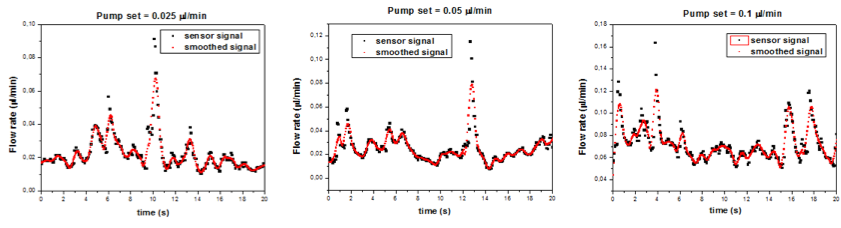 Pump set = 0.025 µl/min
0.10
0.08
0.06
0.04
0.02
0.00
Flow rate (µl/min)
sensor signal
smoothed signal
0 2 4 6 8 10 12 14 16 18 20
time (s)
Pump set = 0.05 µl/min
0.12
0.10
0.08
0.06
0.04
0.02
0.00
Flow rate (µl/min)
sensor signal
smoothed signal
0 2 4 6 8 10 12 14 16 18 20
time (s)
Pump set = 0.1 µl/min
0.18
0.16
0.14
0.12
0.10
0.08
0.06
0.04
Flow rate (µl/min)
sensor signal
smoothed signal
0 2 4 6 8 10 12 14 16 18 20
time (s)